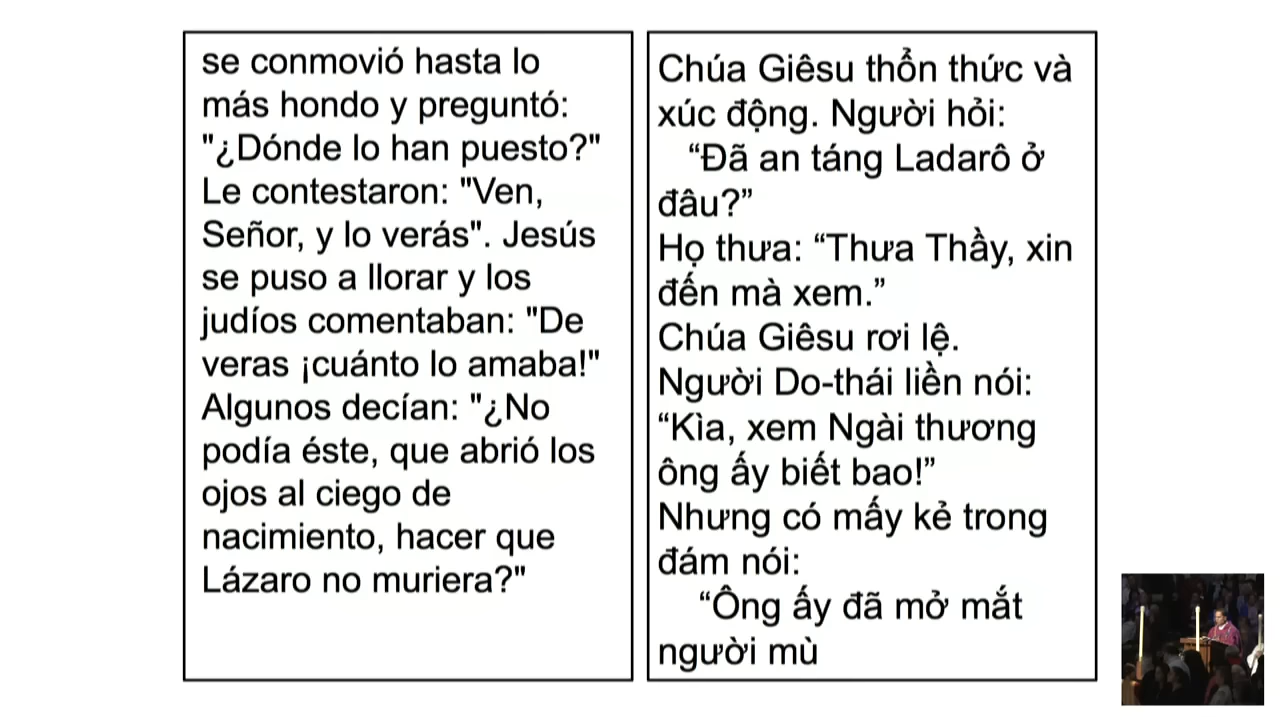 se conmovió hasta lo
más hondo y preguntó:
"¿Dónde lo han puesto?"
Le contestaron: "Ven,
Señor, y lo verás". Jesús
se puso a llorar y los
judíos comentaban: "De
veras ¡cuánto lo amaba!"
Algunos decían: "¿No
podía éste, que abrió los
ojos al ciego de
nacimiento, hacer que
Lázaro no muriera?"
Chúa Giêsu thổn thức và
xúc động. Người hỏi:
“Đã an táng Ladarô ở
đâu?”
Họ thưa: “Thưa Thầy, xin
đến mà xem.”
Chúa Giêsu rơi lệ.
Người Do-thái liền nói:
“Kìa, xem Ngài thương
ông ấy biết bao!”
Nhưng có mấy kẻ trong
đám nói:
“Ông ấy đã mở mắt
người mù